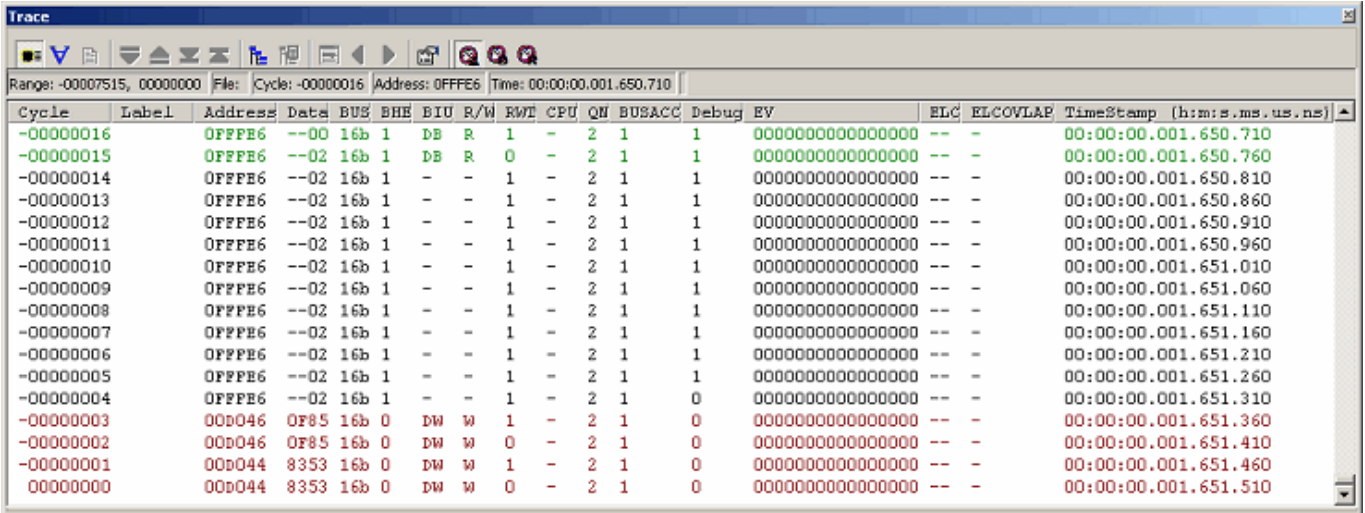 Trace
Range: -00007515, 00000000 File: Cycle: -00000016 Address: 0FFFE6 Time: 00:00:00.001.650.710
Cycle Label Address Data BUS BHE BIU R/W RWT CPU QN BUSACC Debug EV ELC ELCOVLAP TimeStamp (h:m:s.ms.us.ns)
-00000016 0FFFE6 --00 16b 1 DB R 1 - 2 1 1 0000000000000000 -- - 00:00:00.001.650.710
-00000015 0FFFE6 --02 16b 1 DB R 0 - 2 1 1 0000000000000000 -- - 00:00:00.001.650.760
-00000014 0FFFE6 --02 16b 1 - - 1 - 2 1 1 0000000000000000 -- - 00:00:00.001.650.810
-00000013 0FFFE6 --02 16b 1 - - 1 - 2 1 1 0000000000000000 -- - 00:00:00.001.650.860
-00000012 0FFFE6 --02 16b 1 - - 1 - 2 1 1 0000000000000000 -- - 00:00:00.001.650.910
-00000011 0FFFE6 --02 16b 1 - - 1 - 2 1 1 0000000000000000 -- - 00:00:00.001.650.960
-00000010 0FFFE6 --02 16b 1 - - 1 - 2 1 1 0000000000000000 -- - 00:00:00.001.651.010
-00000009 0FFFE6 --02 16b 1 - - 1 - 2 1 1 0000000000000000 -- - 00:00:00.001.651.060
-00000008 0FFFE6 --02 16b 1 - - 1 - 2 1 1 0000000000000000 -- - 00:00:00.001.651.110
-00000007 0FFFE6 --02 16b 1 - - 1 - 2 1 1 0000000000000000 -- - 00:00:00.001.651.160
-00000006 0FFFE6 --02 16b 1 - - 1 - 2 1 1 0000000000000000 -- - 00:00:00.001.651.210
-00000005 0FFFE6 --02 16b 1 - - 1 - 2 1 1 0000000000000000 -- - 00:00:00.001.651.260
-00000004 0FFFE6 --02 16b 1 - - 1 - 2 1 0 0000000000000000 -- - 00:00:00.001.651.310
-00000003 00D046 0F85 16b 0 DW W 1 - 2 1 0 0000000000000000 -- - 00:00:00.001.651.360
-00000002 00D046 0F85 16b 0 DW W 0 - 2 1 0 0000000000000000 -- - 00:00:00.001.651.410
-00000001 00D044 8353 16b 0 DW W 1 - 2 1 0 0000000000000000 -- - 00:00:00.001.651.460
00000000 00D044 8353 16b 0 DW W 0 - 2 1 0 0000000000000000 -- - 00:00:00.001.651.510